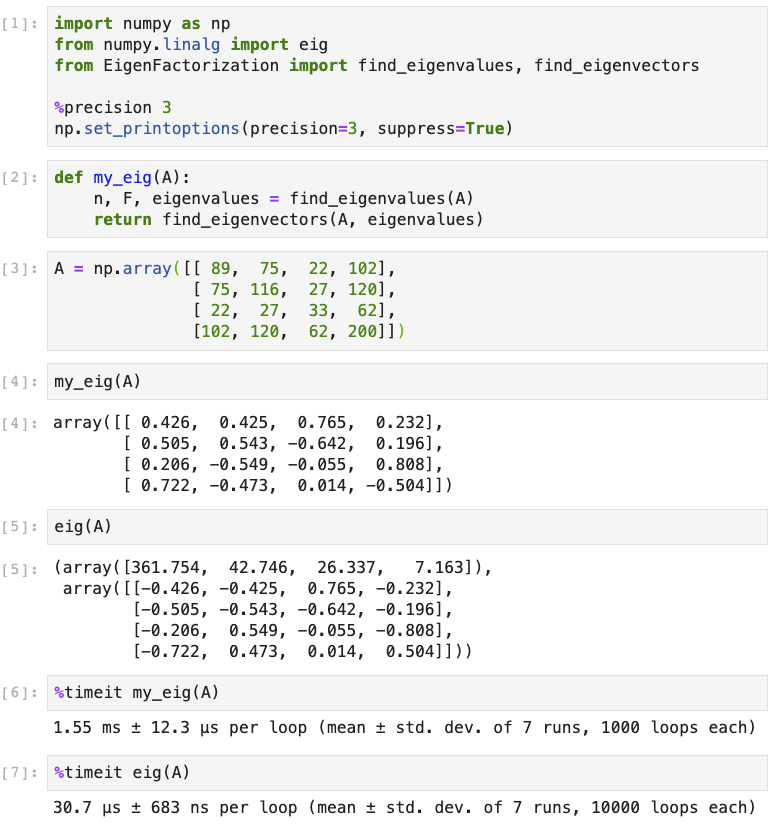 [1]: import numpy as np
from numpy.linalg import eig
from EigenFactorization import find_eigenvalues, find_eigenvectors
%precision 3
np.set_printoptions(precision=3, suppress=True)
[2]: def my_eig(A):
    n, F, eigenvalues = find_eigenvalues(A)
    return find_eigenvectors(A, eigenvalues)
[3]: A = np.array([[ 89,  75,  22, 102],
              [ 75, 116,  27, 120],
              [ 22,  27,  33,  62],
              [102, 120,  62, 200]])
[4]: my_eig(A)
[4]: array([[ 0.426,  0.425,  0.765,  0.232],
       [ 0.505,  0.543, -0.642,  0.196],
       [ 0.206, -0.549, -0.055,  0.808],
       [ 0.722, -0.473,  0.014, -0.504]])
[5]: eig(A)
[5]: (array([361.754,  42.746,  26.337,   7.163]),
 array([[-0.426, -0.425,  0.765, -0.232],
        [-0.505, -0.543, -0.642, -0.196],
        [-0.206,  0.549, -0.055, -0.808],
        [-0.722,  0.473,  0.014,  0.504]]))
[6]: %timeit my_eig(A)
1.55 ms ± 12.3 µs per loop (mean ± std. dev. of 7 runs, 1000 loops each)
[7]: %timeit eig(A)
30.7 µs ± 683 ns per loop (mean ± std. dev. of 7 runs, 10000 loops each)